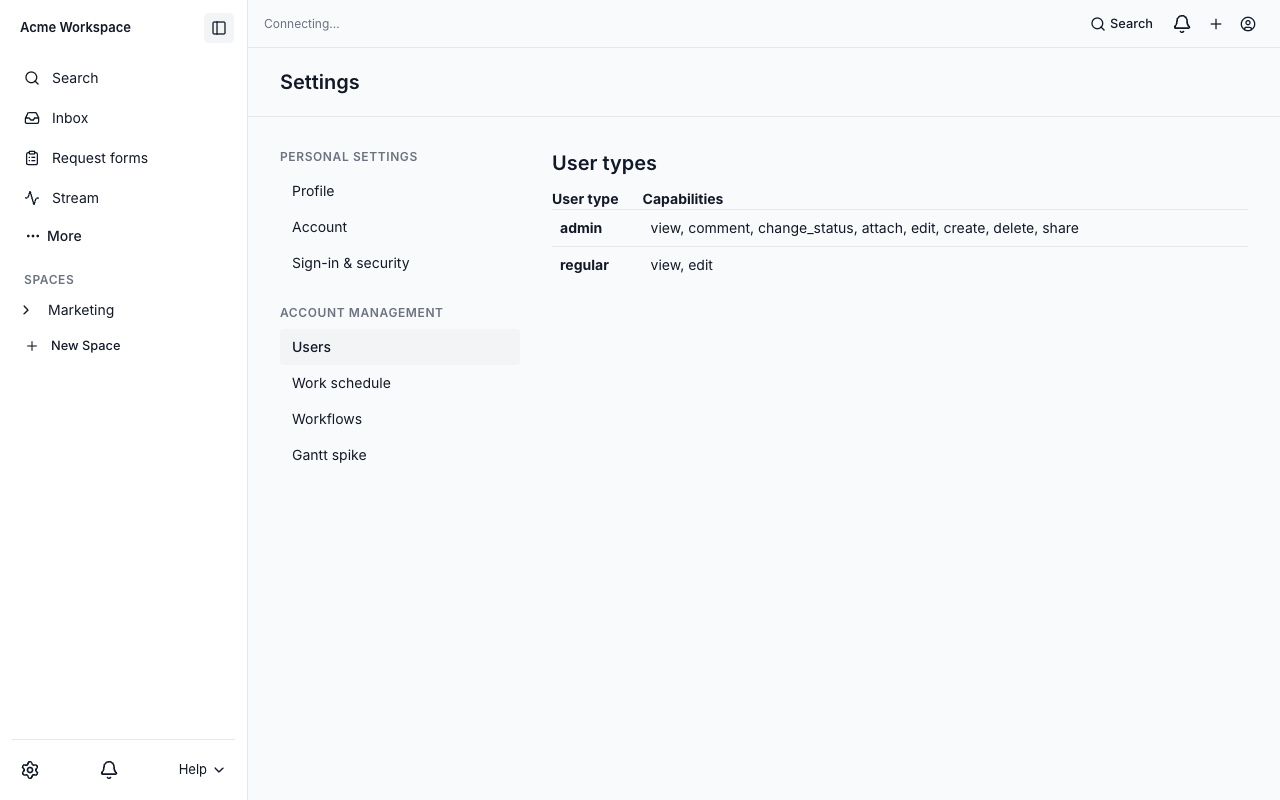 Acme Workspace
Connecting...
Search
Search
Inbox
Request forms
Stream
More
SPACES
Marketing
New Space
Help
Settings
PERSONAL SETTINGS
Profile
Account
Sign-in & security
ACCOUNT MANAGEMENT
Users
Work schedule
Workflows
Gantt spike
User types
User type Capabilities
admin view, comment, change_status, attach, edit, create, delete, share
regular view, edit